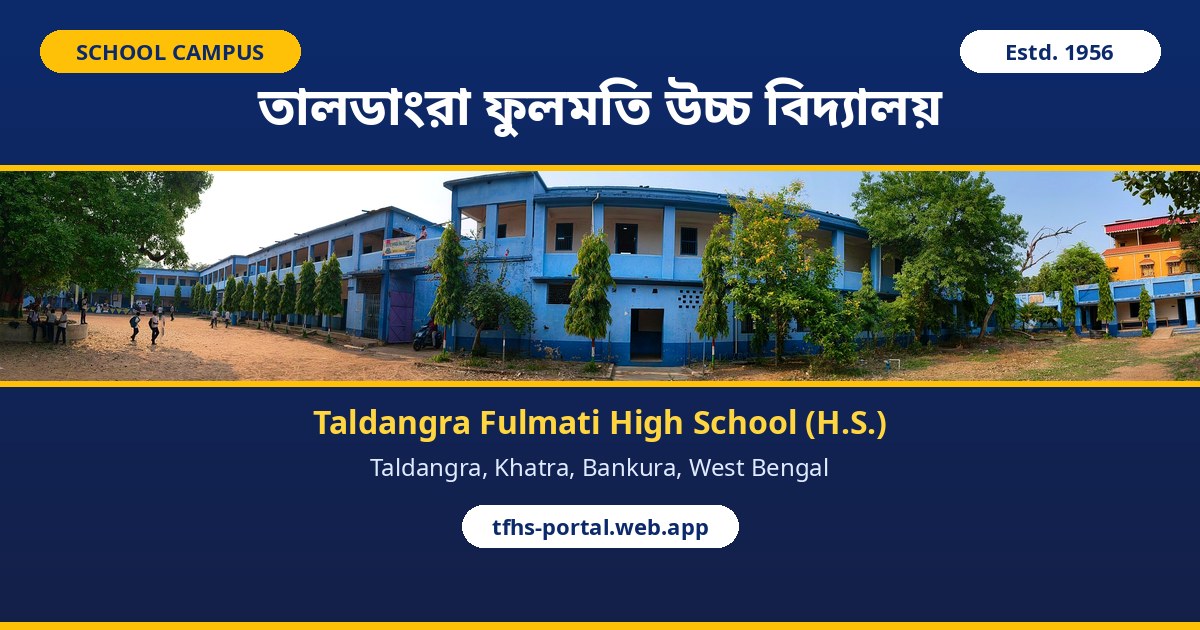 SCHOOL CAMPUS
Estd. 1956
তালডাংরা ফুলমতি উচ্চ বিদ্যালয়
Taldangra Fulmati High School (H.S.)
Taldangra, Khatra, Bankura, West Bengal
tfhs-portal.web.app